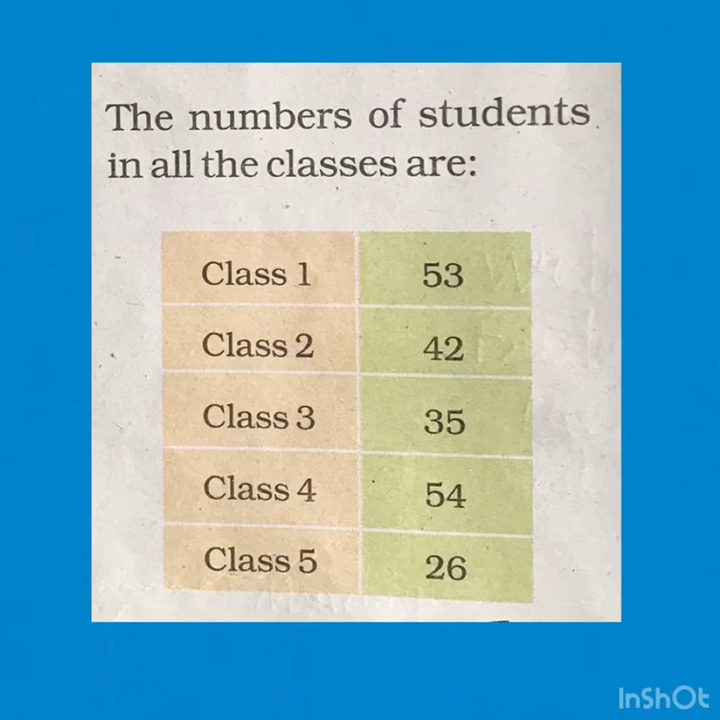 The numbers of students
in all the classes are:
Class 1 53
Class 2 42
Class 3 35
Class 4 54
Class 5 26
InShOt